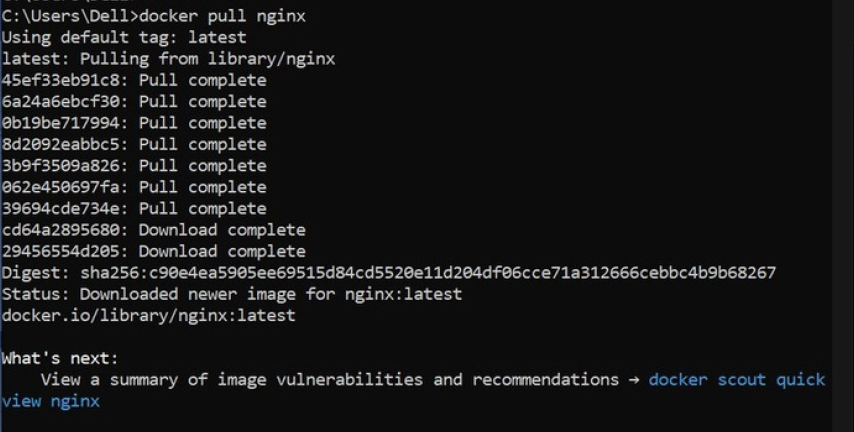 C:\Users\Dell>docker pull nginx
Using default tag: latest
latest: Pulling from library/nginx
45ef33eb91c8: Pull complete
6a24a6ebcf30: Pull complete
0b19be717994: Pull complete
8d2092eabbc5: Pull complete
3b9f3509a826: Pull complete
062e450697fa: Pull complete
39694cde734e: Pull complete
cd64a2895680: Download complete
29456554d205: Download complete
Digest: sha256:c90e4ea5905ee69515d84cd5520e11d204df06cce71a312666cebbc4b9b68267
Status: Downloaded newer image for nginx:latest
docker.io/library/nginx:latest
What's next:
View a summary of image vulnerabilities and recommendations → docker scout quick
view nginx